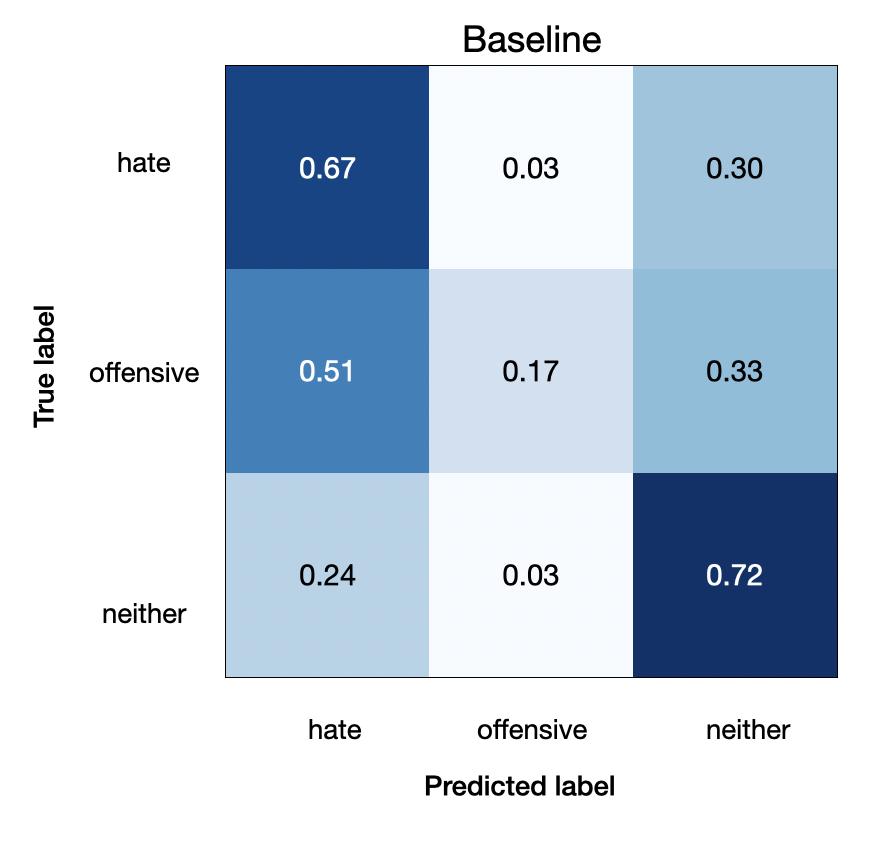 Baseline
hate 0.67 0.03 0.30
offensive 0.51 0.17 0.33
neither 0.24 0.03 0.72
True label
hate offensive neither
Predicted label